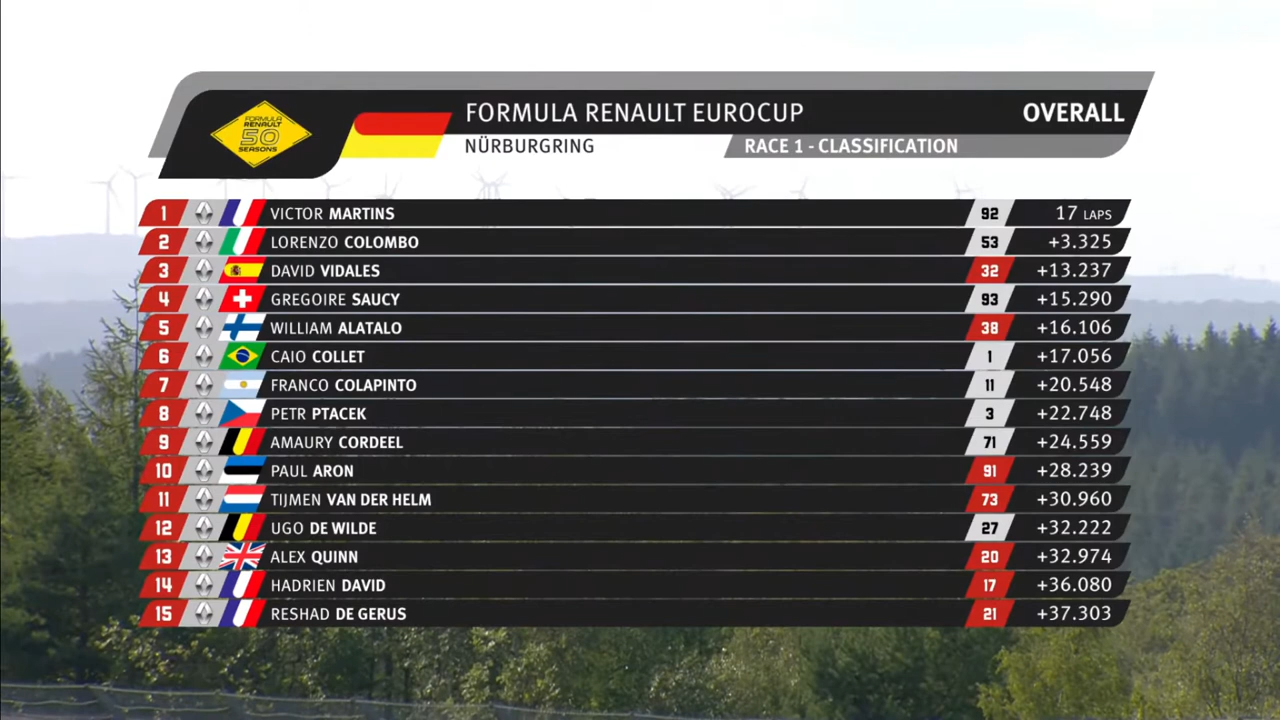 FORMULA RENAULT 50 SEASONS
FORMULA RENAULT EUROCUP OVERALL
NÜRBURGRING RACE 1 - CLASSIFICATION
1 VICTOR MARTINS 92 17 LAPS
2 LORENZO COLOMBO 53 +3.325
3 DAVID VIDALES 32 +13.237
4 GREGOIRE SAUCY 93 +15.290
5 WILLIAM ALATALO 38 +16.106
6 CAIO COLLET 1 +17.056
7 FRANCO COLAPINTO 11 +20.548
8 PETR PTACEK 3 +22.748
9 AMAURY CORDEEL 71 +24.559
10 PAUL ARON 91 +28.239
11 TIJMEN VAN DER HELM 73 +30.960
12 UGO DE WILDE 27 +32.222
13 ALEX QUINN 20 +32.974
14 HADRIEN DAVID 17 +36.080
15 RESHAD DE GERUS 21 +37.303